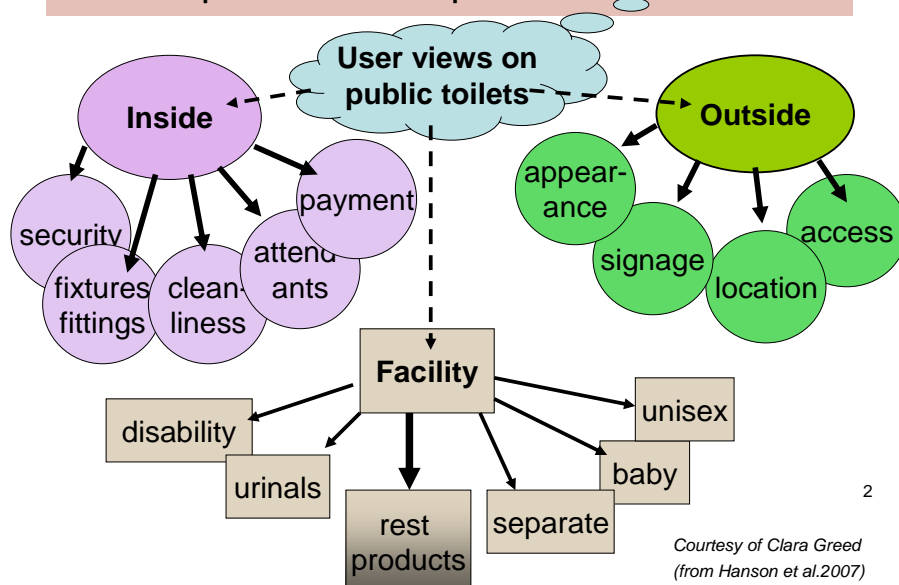 User views on
public toilets
Inside
Outside
security
fixtures
fittings
clean-
liness
attend
ants
payment
appear-
ance
signage
location
access
Facility
disability
urinals
rest
products
separate
baby
unisex
2
Courtesy of Clara Greed
(from Hanson et al.2007)